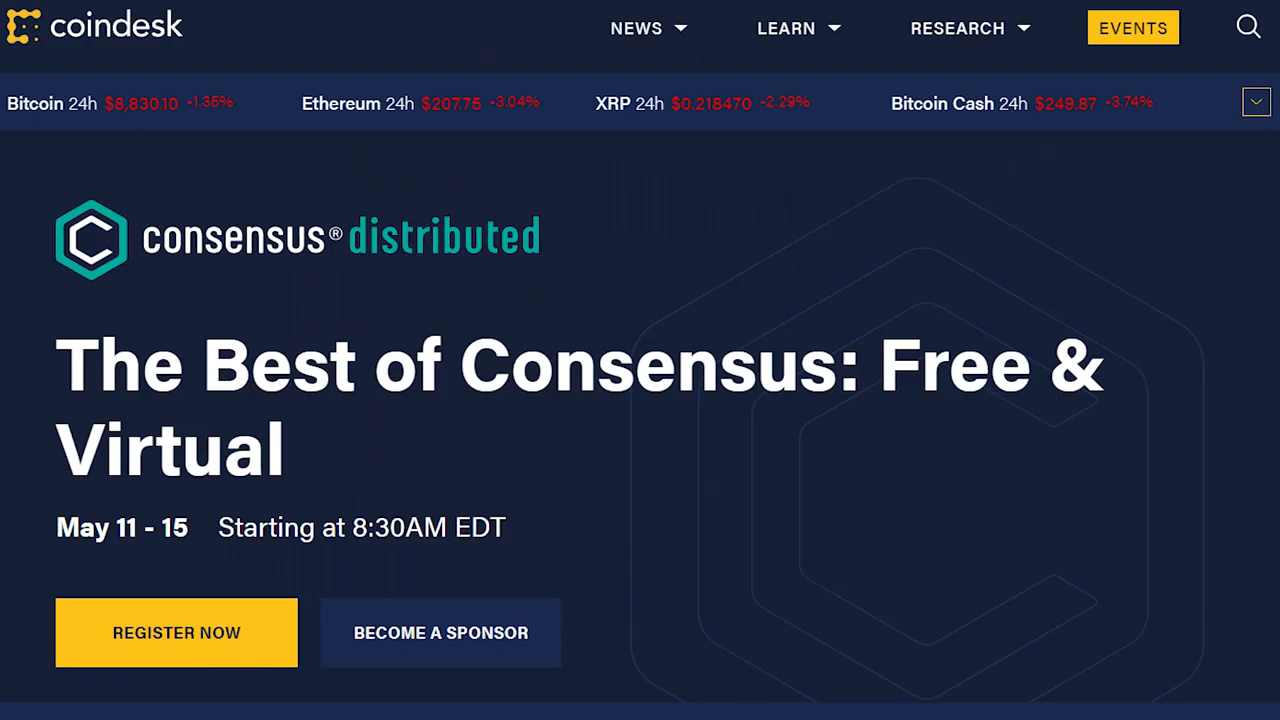 coindesk NEWS LEARN RESEARCH EVENTS
Bitcoin 24h $8,830.10 -1.35% Ethereum 24h $207.75 -3.04% XRP 24h $0.218470 -2.29% Bitcoin Cash 24h $249.87 -3.74%
consensus® distributed
The Best of Consensus: Free &
Virtual
May 11 - 15 Starting at 8:30AM EDT
REGISTER NOW BECOME A SPONSOR